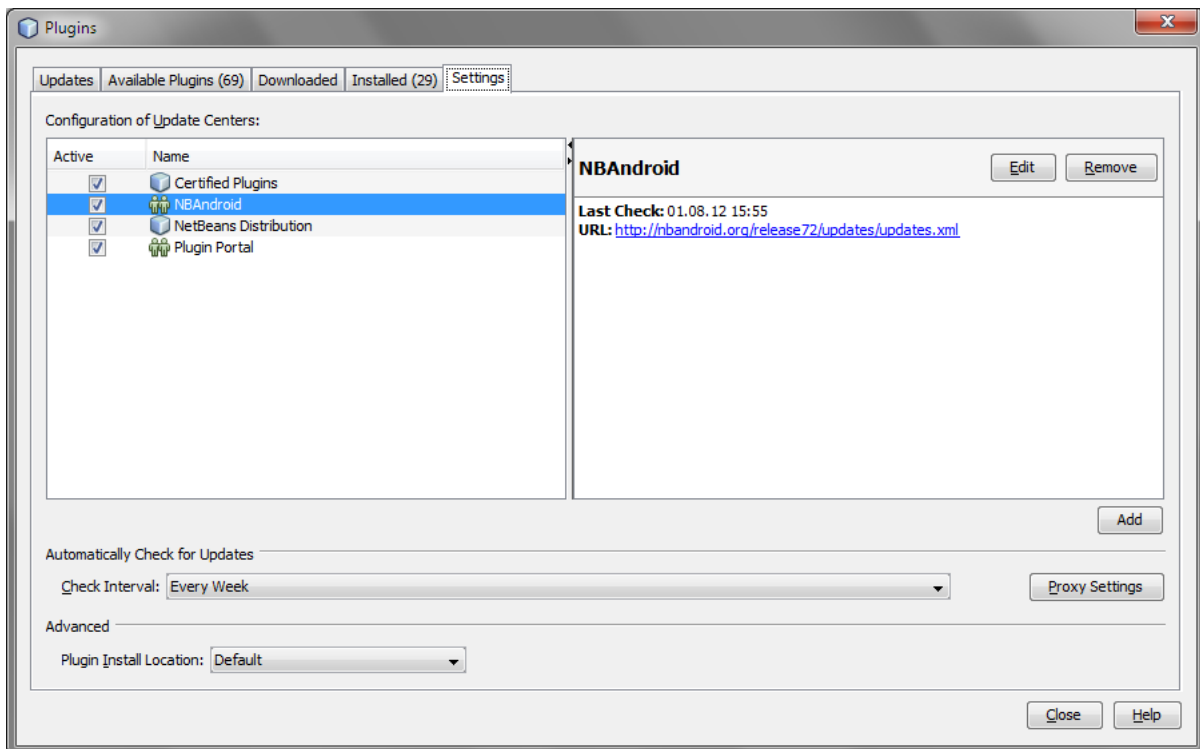 Plugins
Updates Available Plugins (69) Downloaded Installed (29) Settings
Configuration of Update Centers:
Active Name
Certified Plugins
NBAndroid
NetBeans Distribution
Plugin Portal
NBAndroid Edit Remove
Last Check: 01.08.12 15:55
URL: http://nbandroid.org/release72/updates/updates.xml
Add
Automatically Check for Updates
Check Interval: Every Week Proxy Settings
Advanced
Plugin Install Location: Default
Close Help